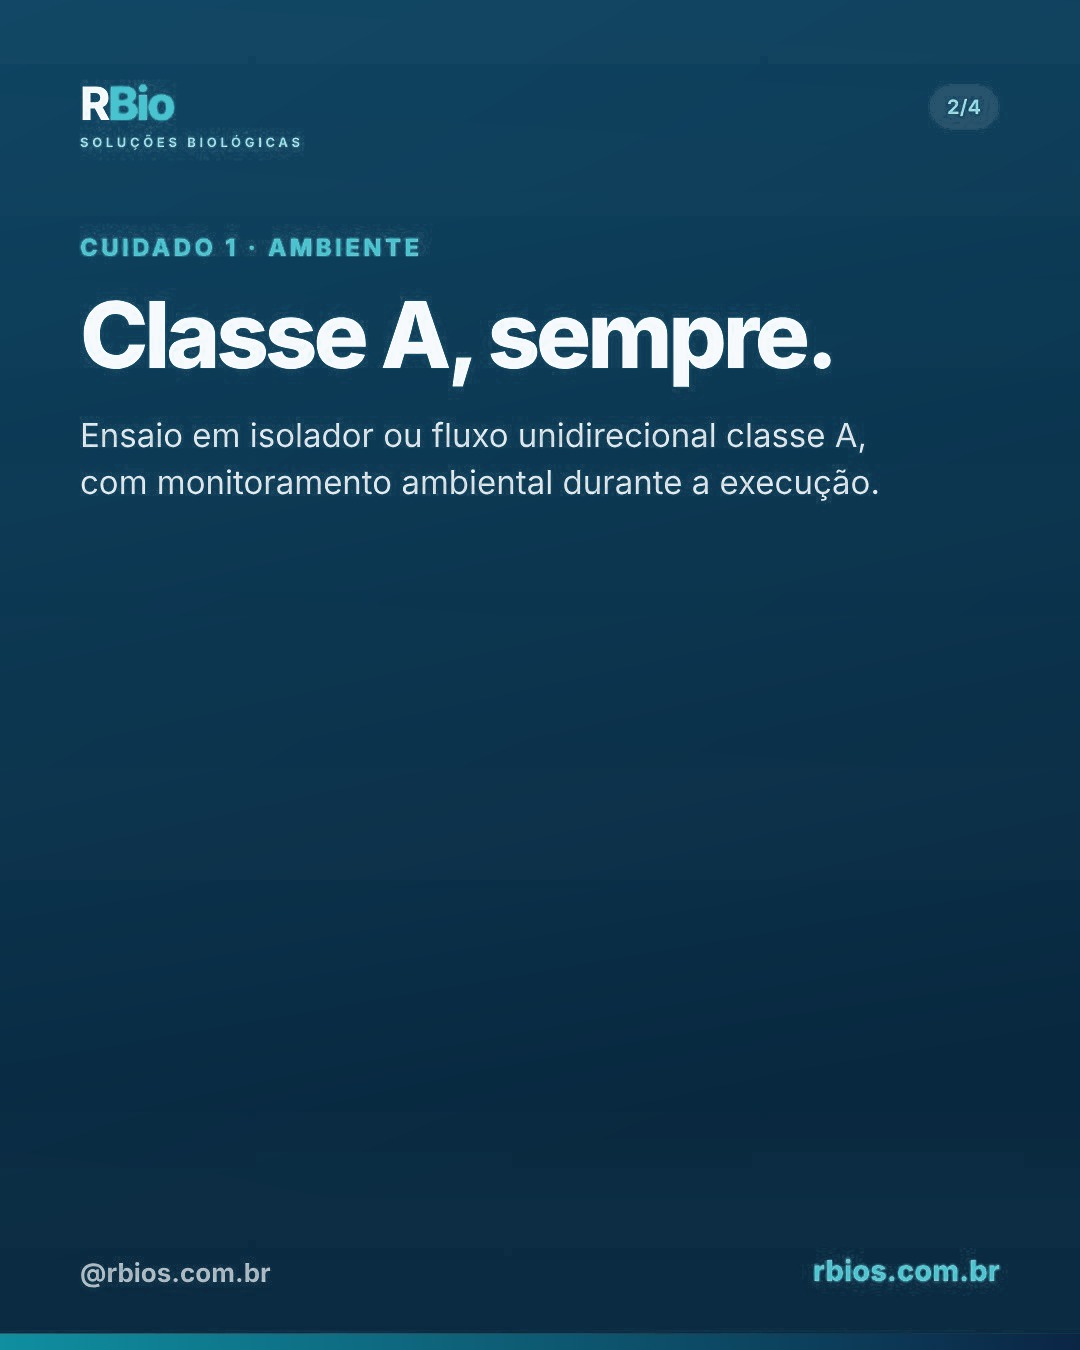 RBio
SOLUÇÕES BIOLÓGICAS
2/4
CUIDADO 1 · AMBIENTE
Classe A, sempre.
Ensaio em isolador ou fluxo unidirecional classe A,
com monitoramento ambiental durante a execução.
@rbios.com.br
rbios.com.br